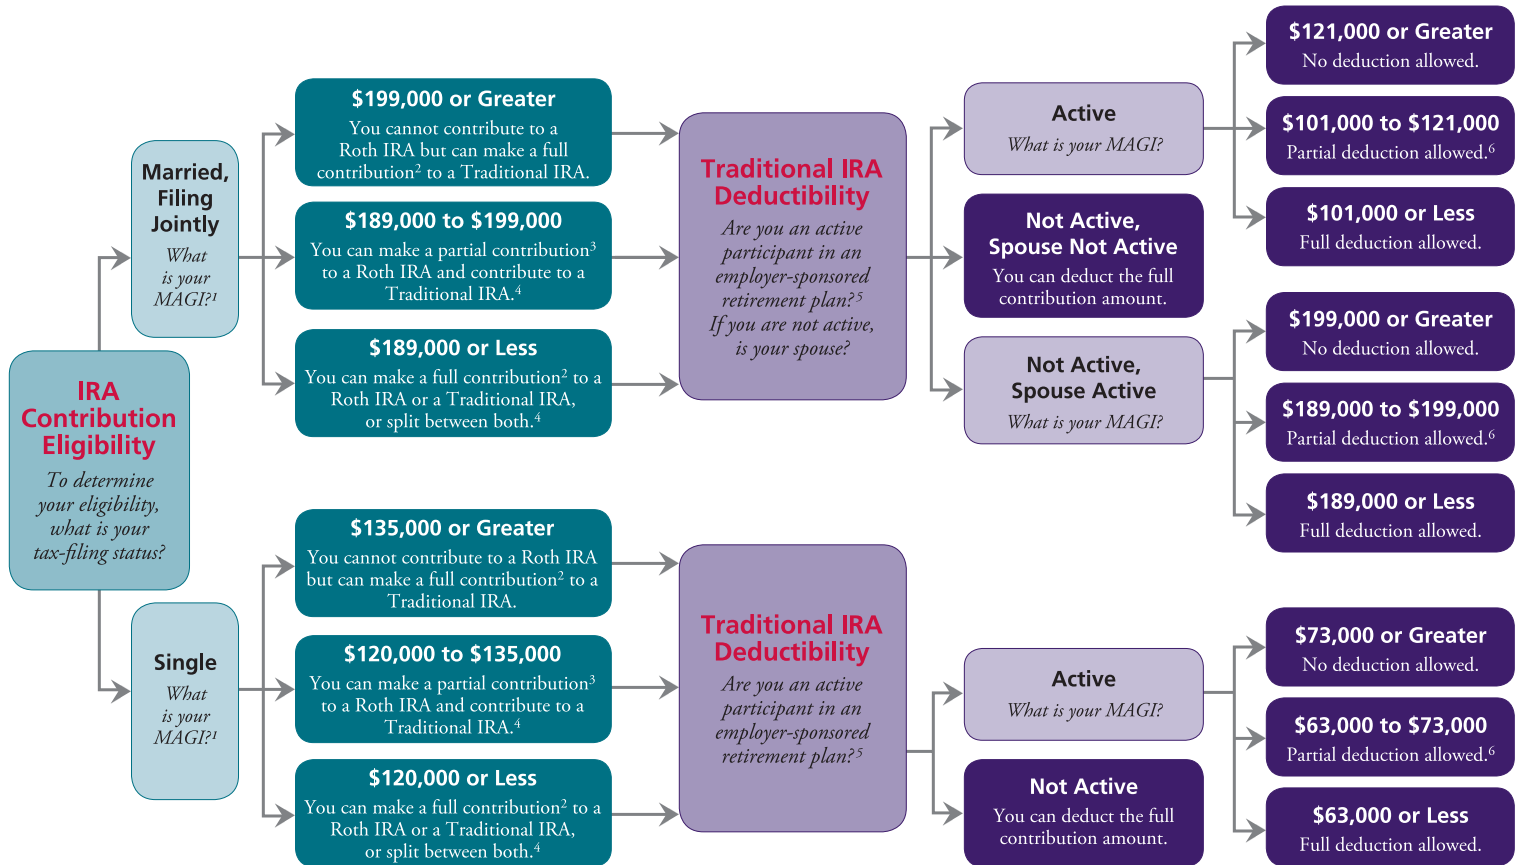 IRA
Contribution
Eligibility
To determine
your eligibility,
what is your
tax-filing status?
Married,
Filing
Jointly
What
is your
MAGI?¹
$199,000 or Greater
You cannot contribute to a
Roth IRA but can make a full
contribution² to a Traditional IRA.
$189,000 to $199,000
You can make a partial contribution³
to a Roth IRA and contribute to a
Traditional IRA.⁴
$189,000 or Less
You can make a full contribution² to a
Roth IRA or a Traditional IRA,
or split between both.⁴
Traditional IRA
Deductibility
Are you an active
participant in an
employer-sponsored
retirement plan?⁵
If you are not active,
is your spouse?
Active
What is your MAGI?
$121,000 or Greater
No deduction allowed.
$101,000 to $121,000
Partial deduction allowed.⁶
$101,000 or Less
Full deduction allowed.
Not Active,
Spouse Not Active
You can deduct the full
contribution amount.
Not Active,
Spouse Active
What is your MAGI?
$199,000 or Greater
No deduction allowed.
$189,000 to $199,000
Partial deduction allowed.⁶
$189,000 or Less
Full deduction allowed.
Single
What
is your
MAGI?¹
$135,000 or Greater
You cannot contribute to a Roth IRA
but can make a full contribution² to a
Traditional IRA.
$120,000 to $135,000
You can make a partial contribution³
to a Roth IRA and contribute to a
Traditional IRA.⁴
$120,000 or Less
You can make a full contribution² to a
Roth IRA or a Traditional IRA,
or split between both.⁴
Traditional IRA
Deductibility
Are you an active
participant in an
employer-sponsored
retirement plan?⁵
Active
What is your MAGI?
$73,000 or Greater
No deduction allowed.
$63,000 to $73,000
Partial deduction allowed.⁶
$63,000 or Less
Full deduction allowed.
Not Active
You can deduct the full
contribution amount.